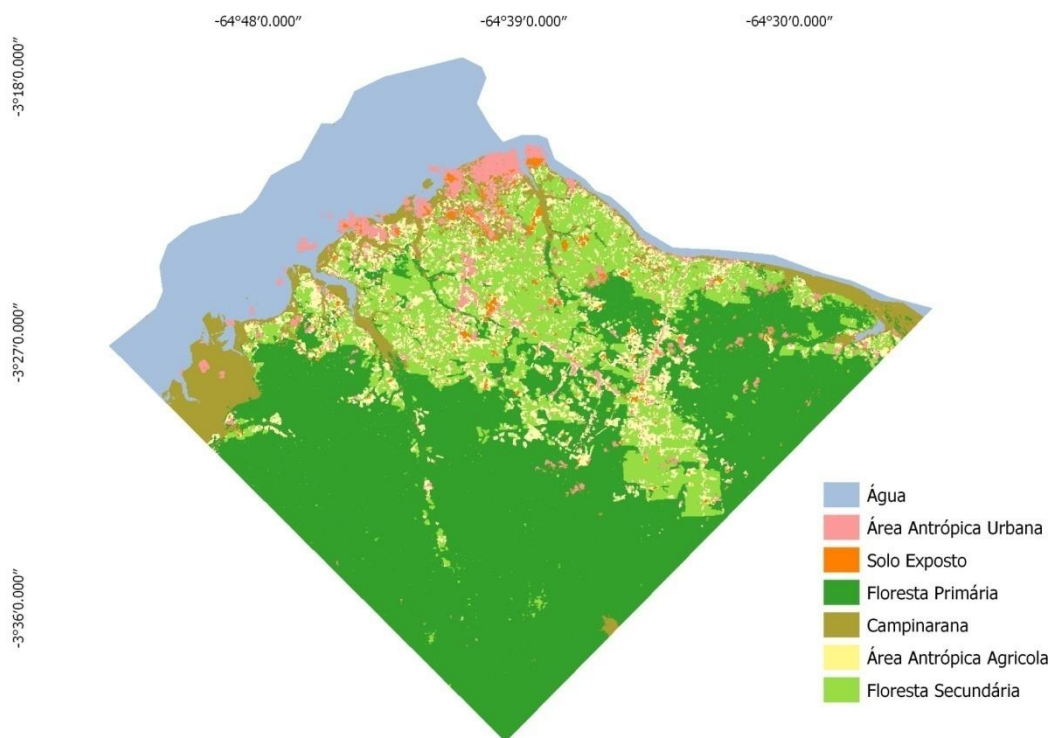 -64°48′0.000″
-64°39′0.000″
-64°30′0.000″
-3°18′0.000″
-3°27′0.000″
-3°36′0.000″
Água
Área Antrópica Urbana
Solo Exposto
Floresta Primária
Campinarana
Área Antrópica Agricola
Floresta Secundária